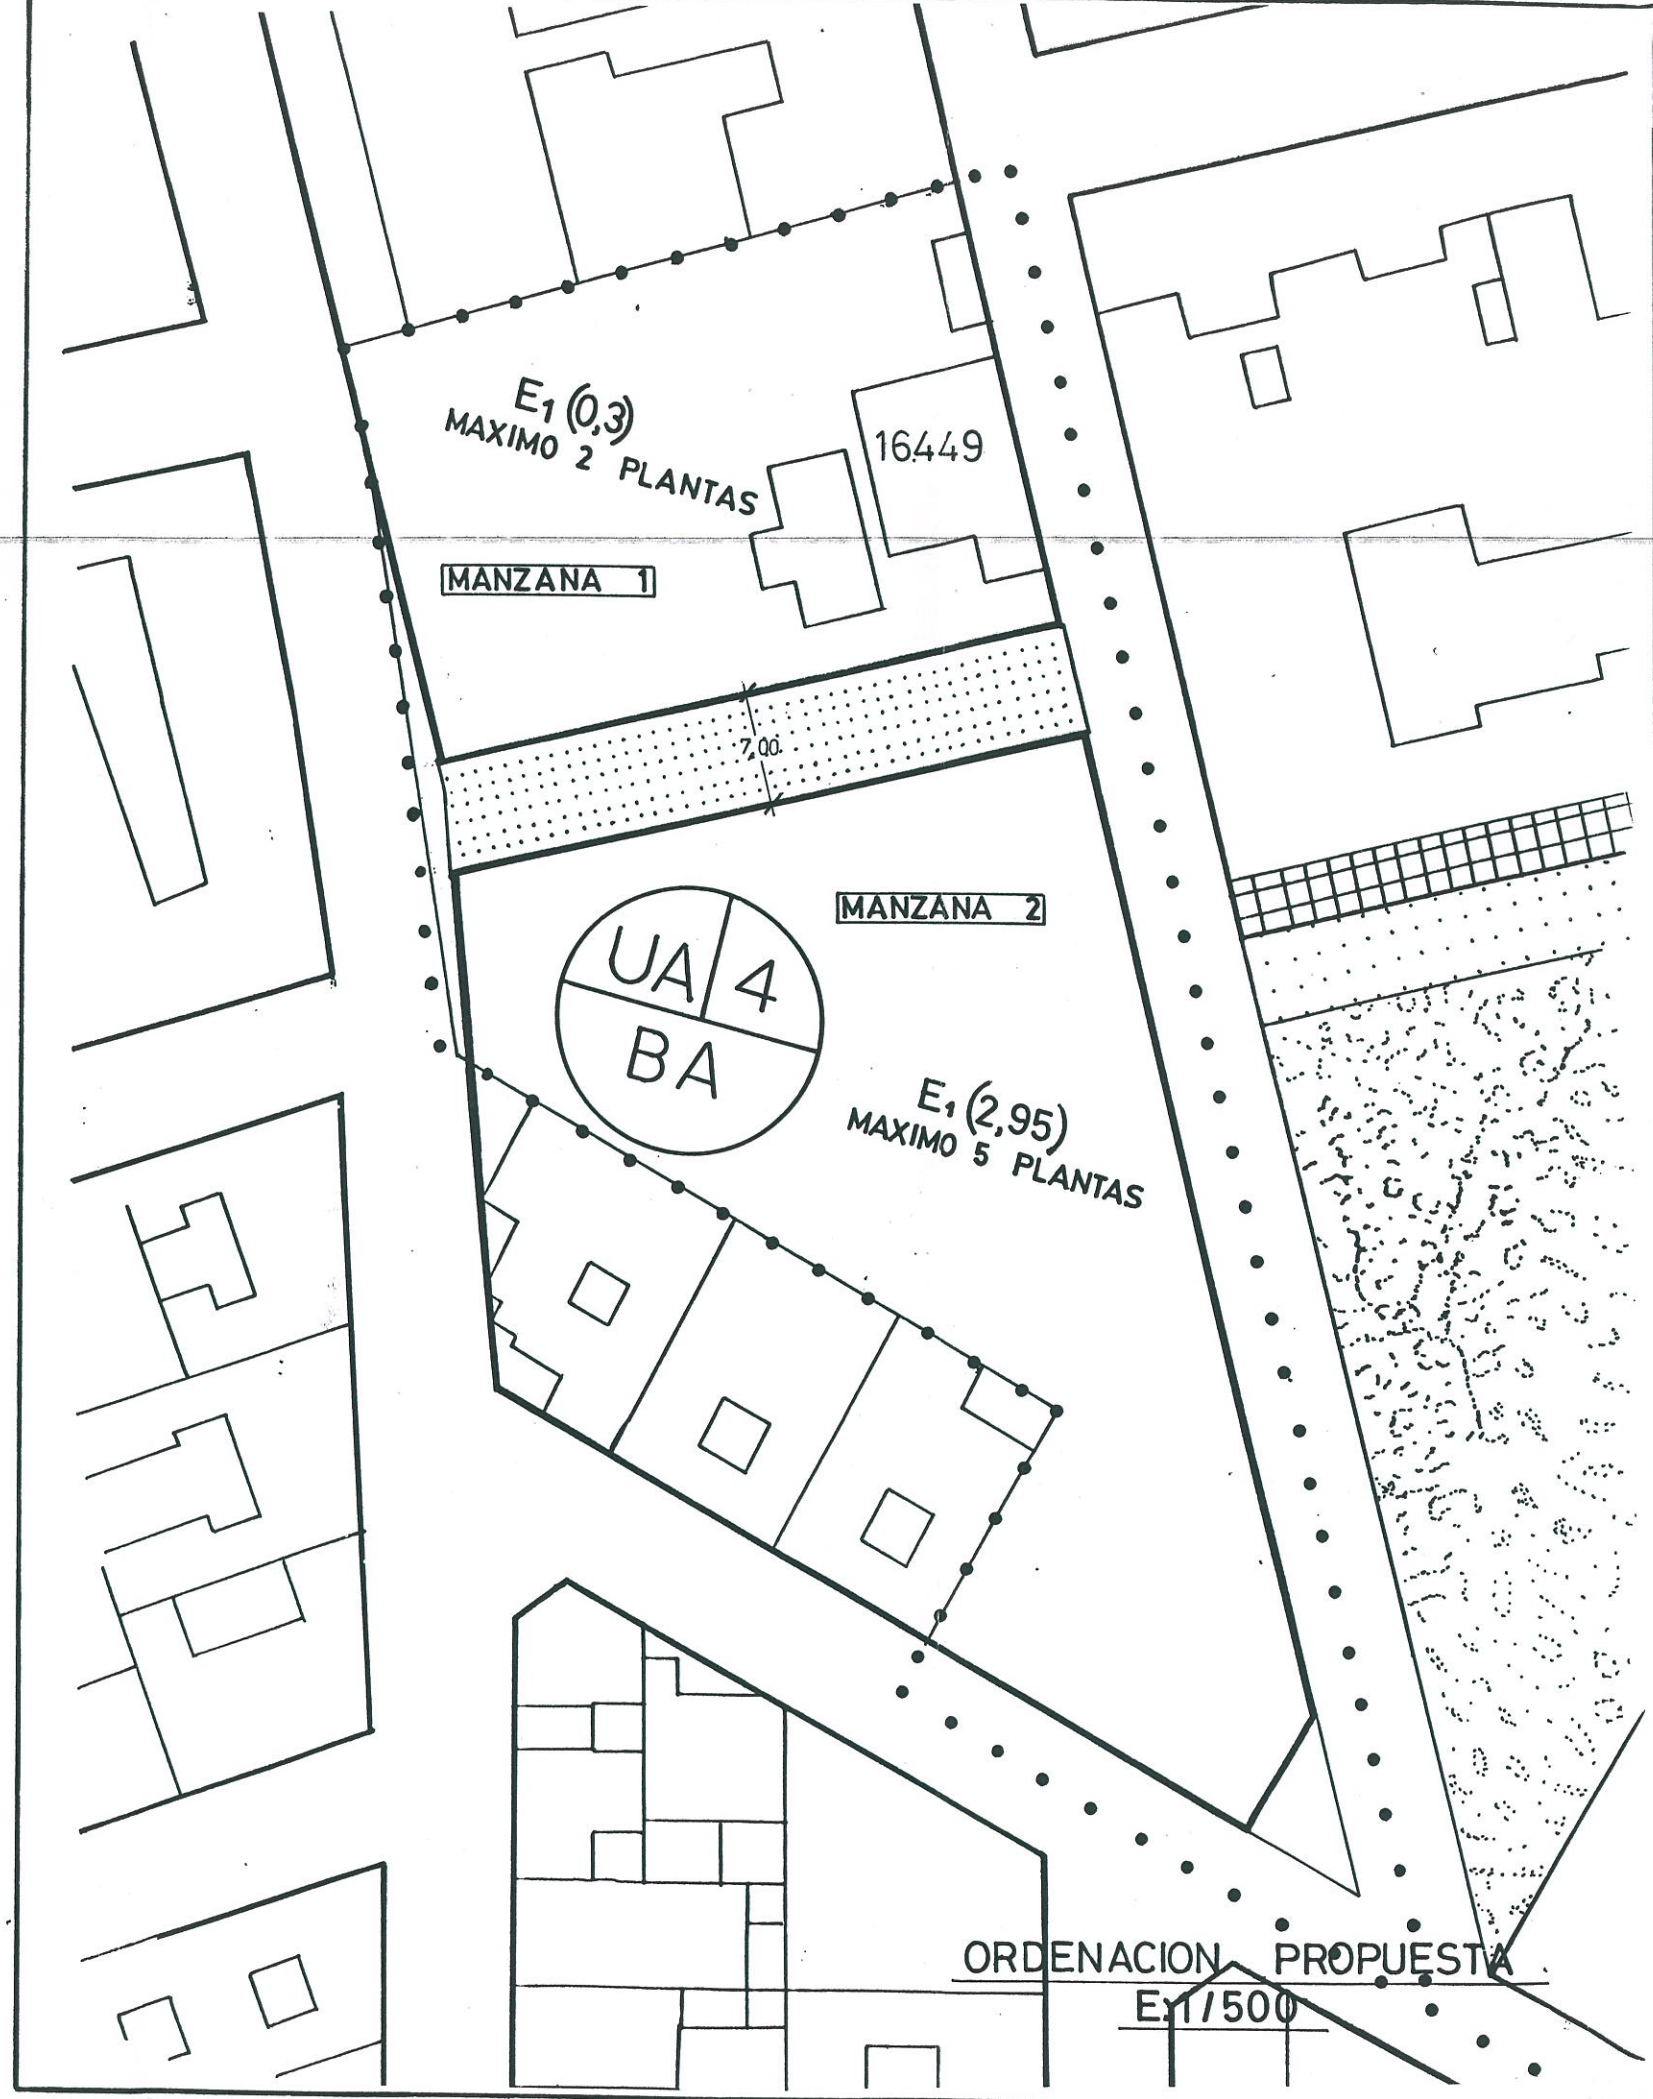 E1 (0,3)
MAXIMO 2 PLANTAS
16449
MANZANA 1
7,00
MANZANA 2
UA 4
BA
E1 (2,95)
MAXIMO 5 PLANTAS
ORDENACION PROPUESTA
E:1/500